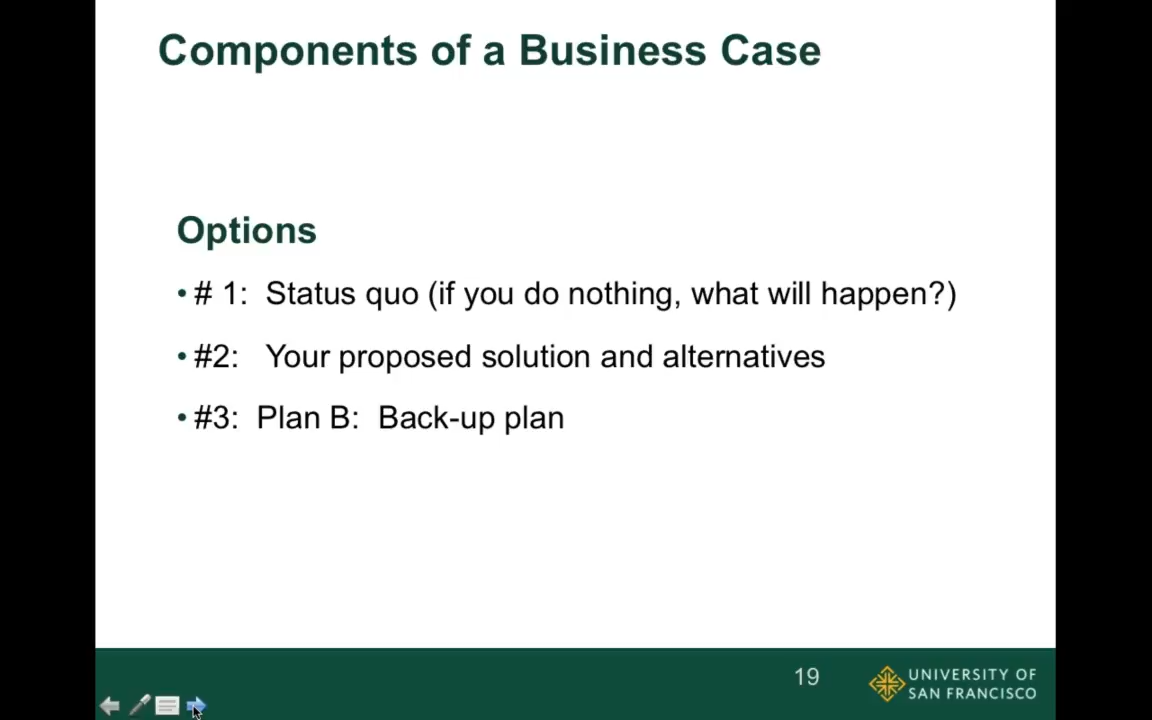 Components of a Business Case
Options
• # 1: Status quo (if you do nothing, what will happen?)
• #2: Your proposed solution and alternatives
• #3: Plan B: Back-up plan
19
UNIVERSITY OF
SAN FRANCISCO